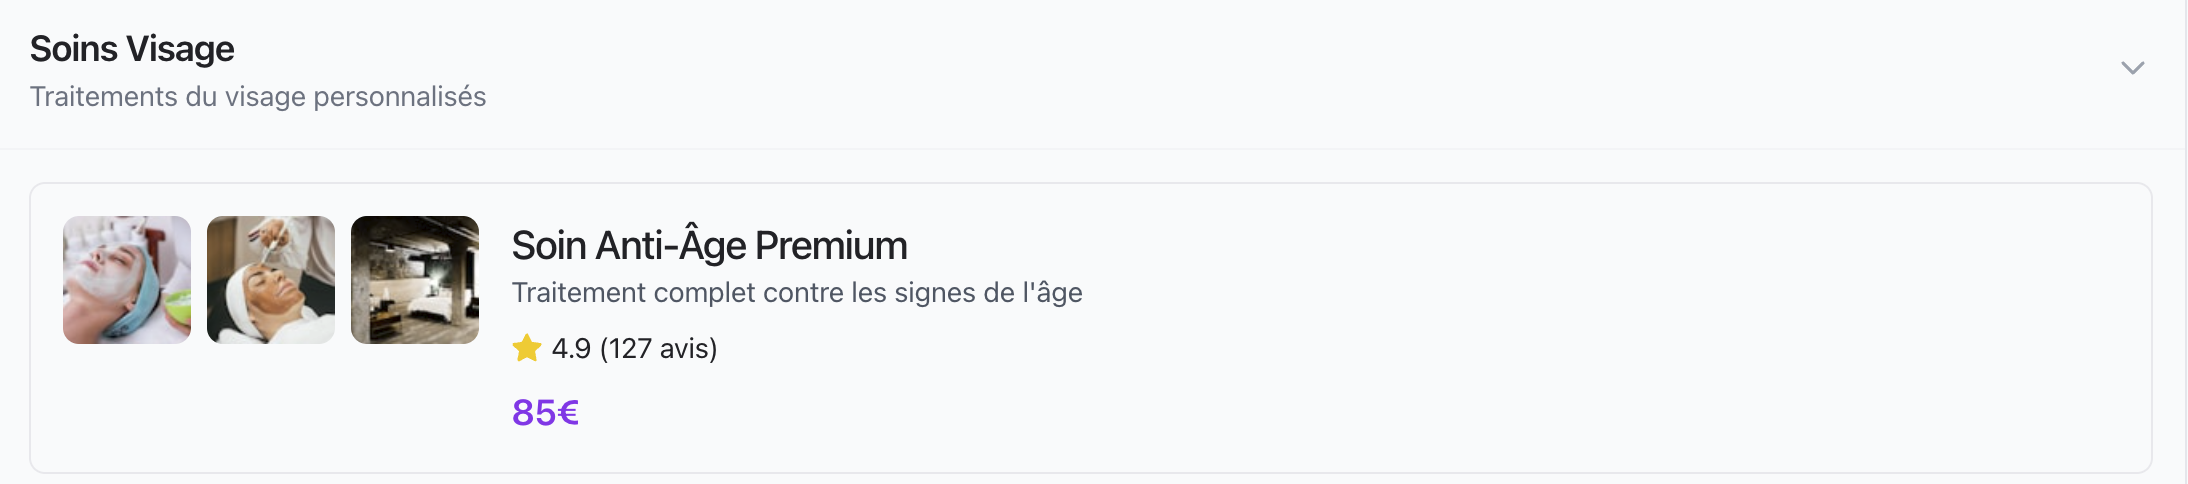 Soins Visage
Traitements du visage personnalisés
Soin Anti-Âge Premium
Traitement complet contre les signes de l'âge
4.9 (127 avis)
85€